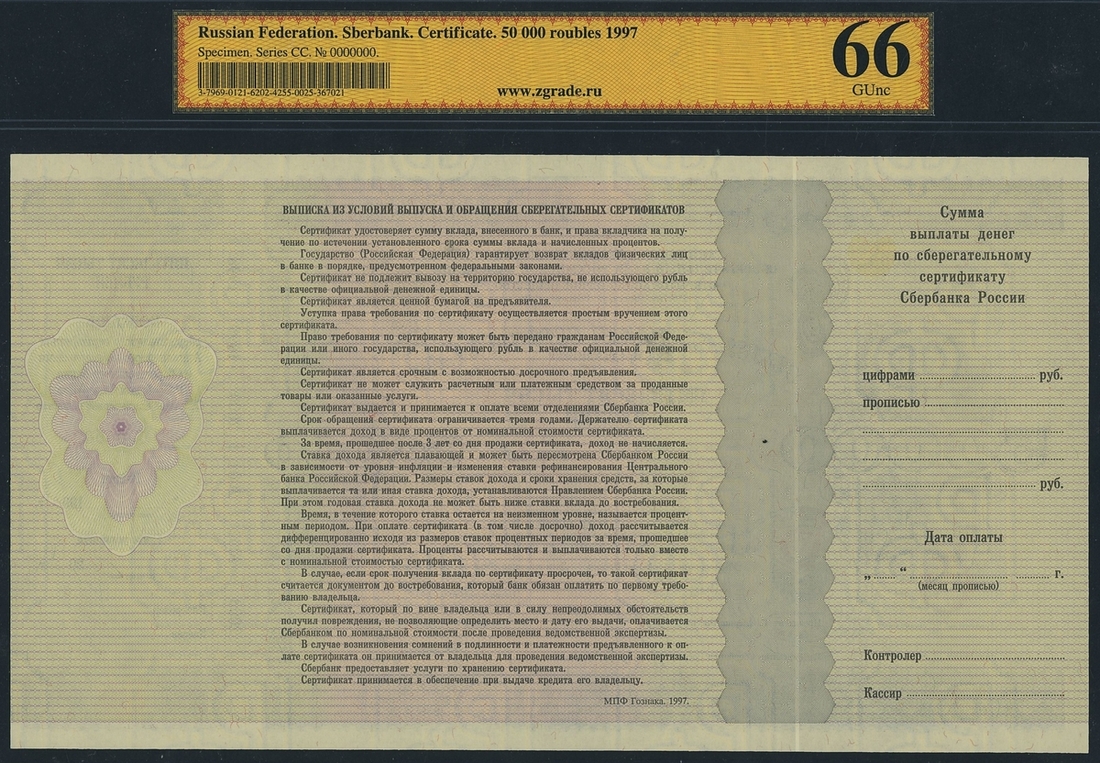 Russian Federation. Sberbank. Certificate. 50 000 roubles 1997
Specimen. Series CC. № 0000000.
3-7969-0121-6202-4255-0025-367021
www.zgrade.ru
66
GUnc
ВЫПИСКА ИЗ УСЛОВИЙ ВЫПУСКА И ОБРАЩЕНИЯ СБЕРЕГАТЕЛЬНЫХ СЕРТИФИКАТОВ
Сертификат удостоверяет сумму вклада, внесенного в банк, и права вкладчика на полу-
чение по истечении установленного срока суммы вклада и начисленных процентов.
Государство (Российская Федерация) гарантирует возврат вкладов физических лиц
в банке в порядке, предусмотренном федеральными законами.
Сертификат не подлежит вывозу на территорию государства, не использующего рубль
в качестве официальной денежной единицы.
Сертификат является ценной бумагой на предъявителя.
Уступка права требования по сертификату осуществляется простым вручением этого
сертификата.
Право требования по сертификату может быть передано гражданам Российской Феде-
рации или иного государства, использующего рубль в качестве официальной денежной
единицы.
Сертификат является срочным с возможностью досрочного предъявления.
Сертификат не может служить расчетным или платежным средством за проданные
товары или оказанные услуги.
Сертификат выдается и принимается к оплате всеми отделениями Сбербанка России.
Срок обращений сертификата ограничивается тремя годами. Держателю сертификата
выплачивается доход в виде процентов от номинальной стоимости сертификата.
За время, прошедшее после 3 лет со дня продажи сертификата, доход не начисляется.
Ставка дохода является плавающей и может быть пересмотрена Сбербанком России
в зависимости от уровня инфляции и изменения ставки рефинансирования Центрального
банка Российской Федерации. Размеры ставок дохода и сроки хранения средств, за которые
выплачивается та или иная ставка дохода, устанавливаются Правлением Сбербанка России.
При этом годовая ставка дохода не может быть ниже ставки вклада до востребования.
Время, в течение которого ставка остается на неизменном уровне, называется процент-
ным периодом. При оплате сертификата (в том числе досрочно) доход рассчитывается
дифференцированно исходя из размеров ставок процентных периодов за время, прошедшее
со дня продажи сертификата. Проценты рассчитываются и выплачиваются только вместе
с номинальной стоимостью сертификата.
В случае, если срок получения вклада по сертификату просрочен, то такой сертификат
считается документом до востребования, который банк обязан оплатить по первому требо-
ванию владельца.
Сертификат, который по вине владельца или в силу непреодолимых обстоятельств
получил повреждения, не позволяющие определить место и дату его выдачи, оплачивается
Сбербанком по номинальной стоимости после проведения ведомственной экспертизы.
В случае возникновения сомнений в подлинности и платежности предъявленного к оп-
лате сертификата он принимается от владельца для проведения ведомственной экспертизы.
Сбербанк предоставляет услуги по хранению сертификата.
Сертификат принимается в обеспечение при выдаче кредита его владельцу.
МПФ Гознака. 1997.
Сумма
выплаты денег
по сберегательному
сертификату
Сбербанка России
цифрами ........................ руб.
прописью ........................
руб.
Дата оплаты
„ ...... “ ........................ ........ г.
(месяц прописью)
Контролер ........................
Кассир ........................